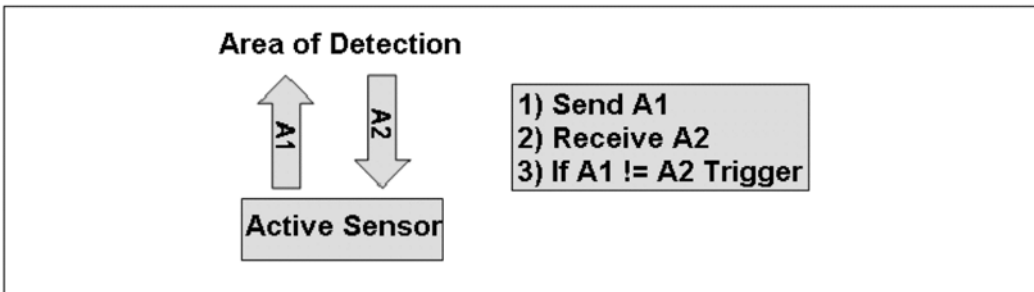 Area of Detection
A1
A2
1) Send A1
2) Receive A2
3) If A1 != A2 Trigger
Active Sensor